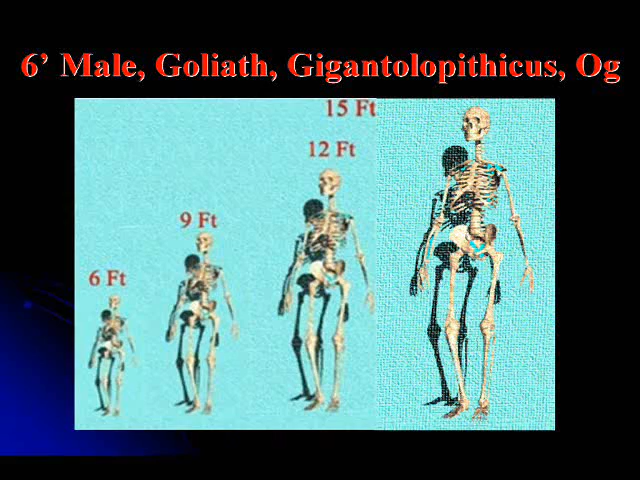 6’ Male, Goliath, Gigantolopithicus, Og
15 Ft
12 Ft
9 Ft
6 Ft